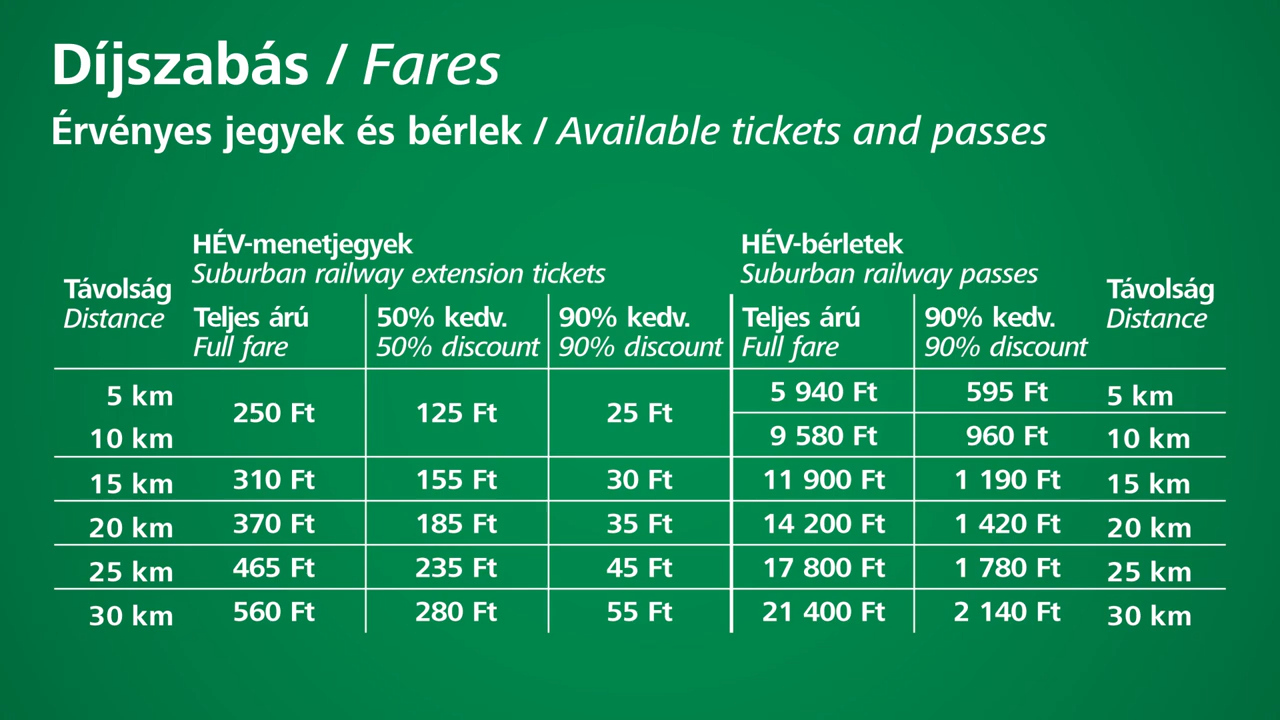 Díjszabás / Fares
Érvényes jegyek és bérlek / Available tickets and passes
HÉV-menetjegyek HÉV-bérletek
Suburban railway extension tickets Suburban railway passes
Távolság Távolság
Distance Distance
Teljes árú 50% kedv. 90% kedv. Teljes árú 90% kedv.
Full fare 50% discount 90% discount Full fare 90% discount
5 km 5 940 Ft 595 Ft 5 km
250 Ft 125 Ft 25 Ft
10 km 9 580 Ft 960 Ft 10 km
15 km 310 Ft 155 Ft 30 Ft 11 900 Ft 1 190 Ft 15 km
20 km 370 Ft 185 Ft 35 Ft 14 200 Ft 1 420 Ft 20 km
25 km 465 Ft 235 Ft 45 Ft 17 800 Ft 1 780 Ft 25 km
30 km 560 Ft 280 Ft 55 Ft 21 400 Ft 2 140 Ft 30 km